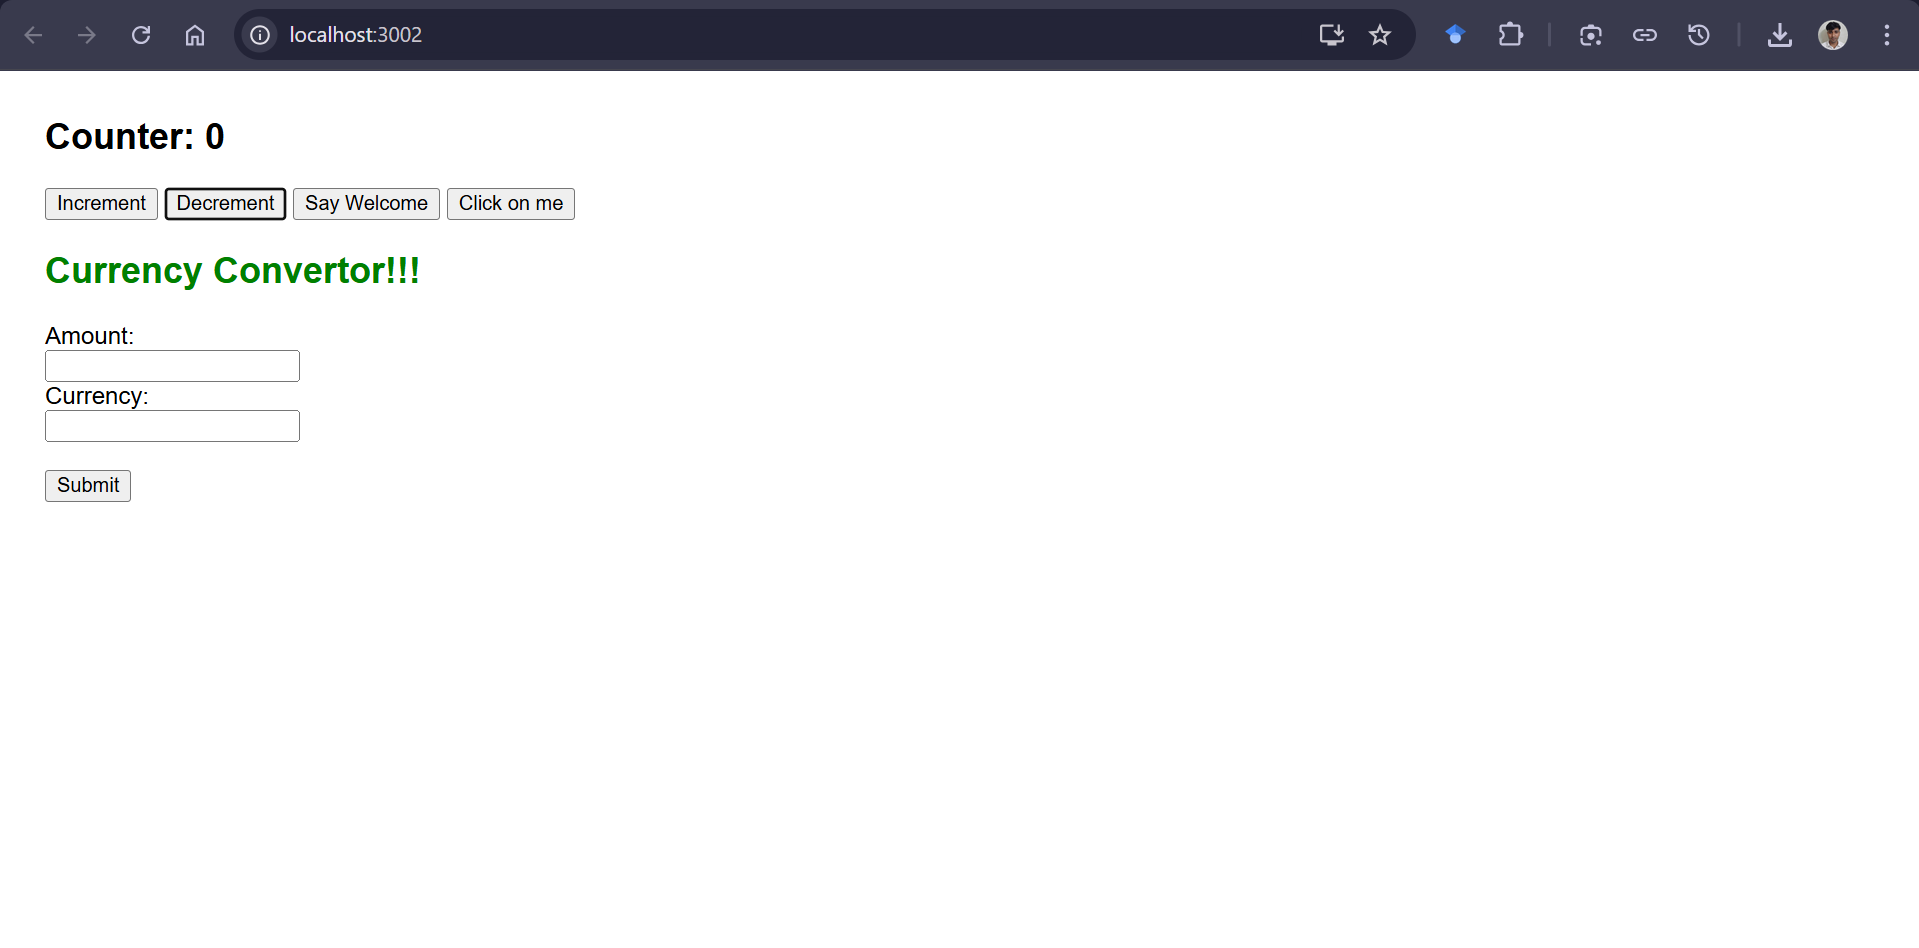 localhost:3002
Counter: 0
Increment Decrement Say Welcome Click on me
Currency Convertor!!!
Amount:
Currency:
Submit